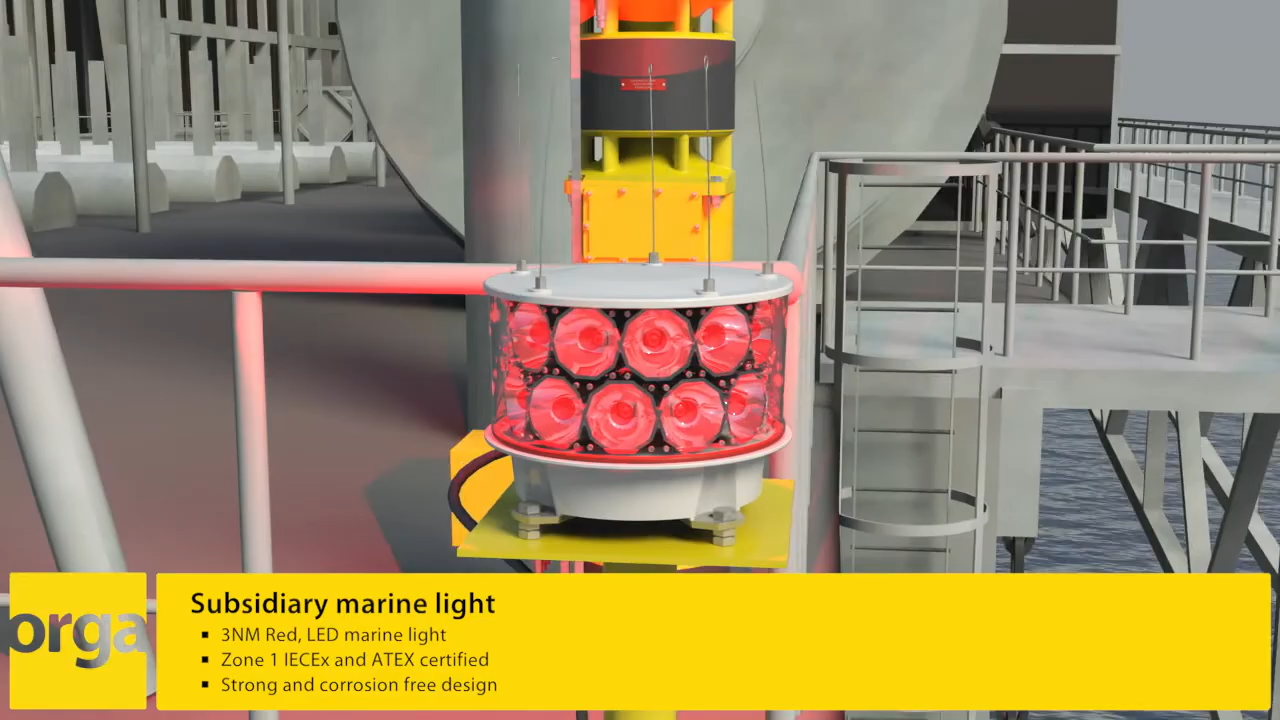 orga
Subsidiary marine light
▪ 3NM Red, LED marine light
▪ Zone 1 IECEx and ATEX certified
▪ Strong and corrosion free design